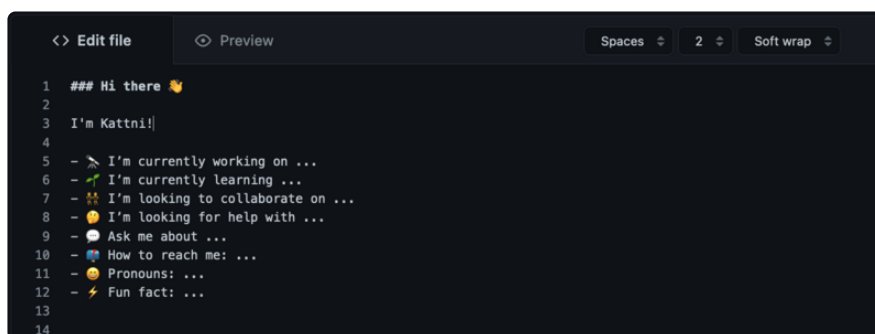 <> Edit file
Preview
Spaces
2
Soft wrap
1 ### Hi there 👋
2
3 I'm Kattni!
4
5 - 🔭 I’m currently working on ...
6 - 🌱 I’m currently learning ...
7 - 👯 I’m looking to collaborate on ...
8 - 🤔 I’m looking for help with ...
9 - 💬 Ask me about ...
10 - 📫 How to reach me: ...
11 - 😄 Pronouns: ...
12 - ⚡ Fun fact: ...
13
14